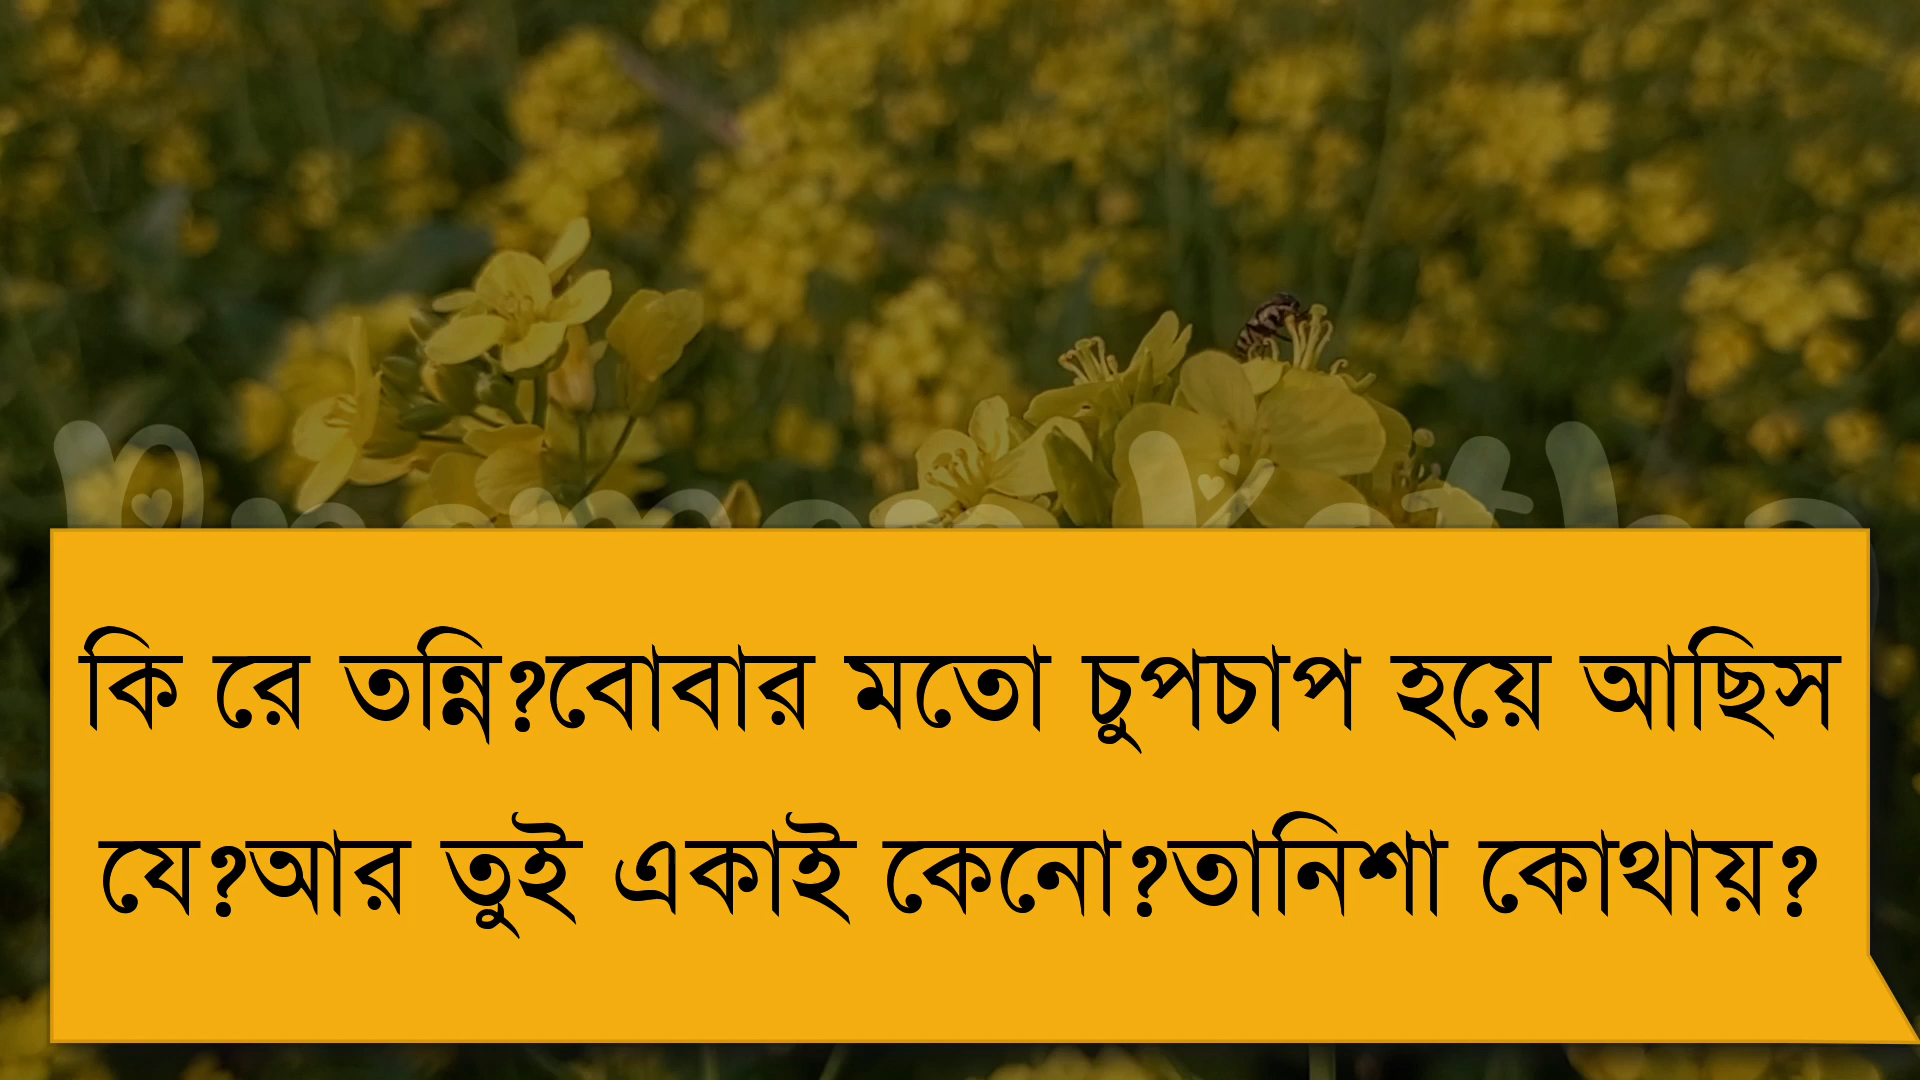 কি রে তন্নি?বোবার মতো চুপচাপ হয়ে আছিস
যে?আর তুই একাই কেনো?তানিশা কোথায়?